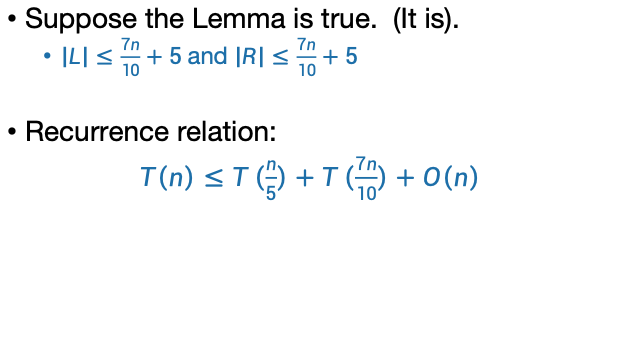 • Suppose the Lemma is true.  (It is).
• |L| ≤ 7n/10 + 5 and |R| ≤ 7n/10 + 5
• Recurrence relation:
T(n) ≤ T(n/5) + T(7n/10) + O(n)